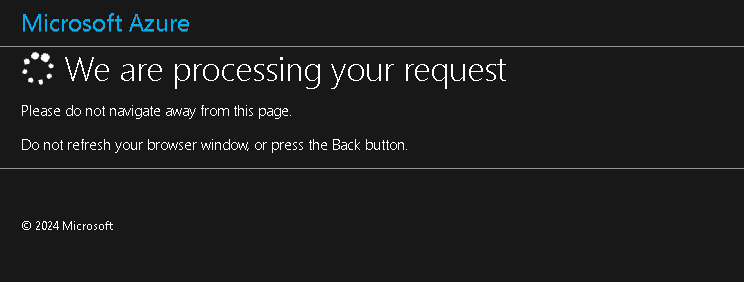 Microsoft Azure
We are processing your request
Please do not navigate away from this page.
Do not refresh your browser window, or press the Back button.
© 2024 Microsoft